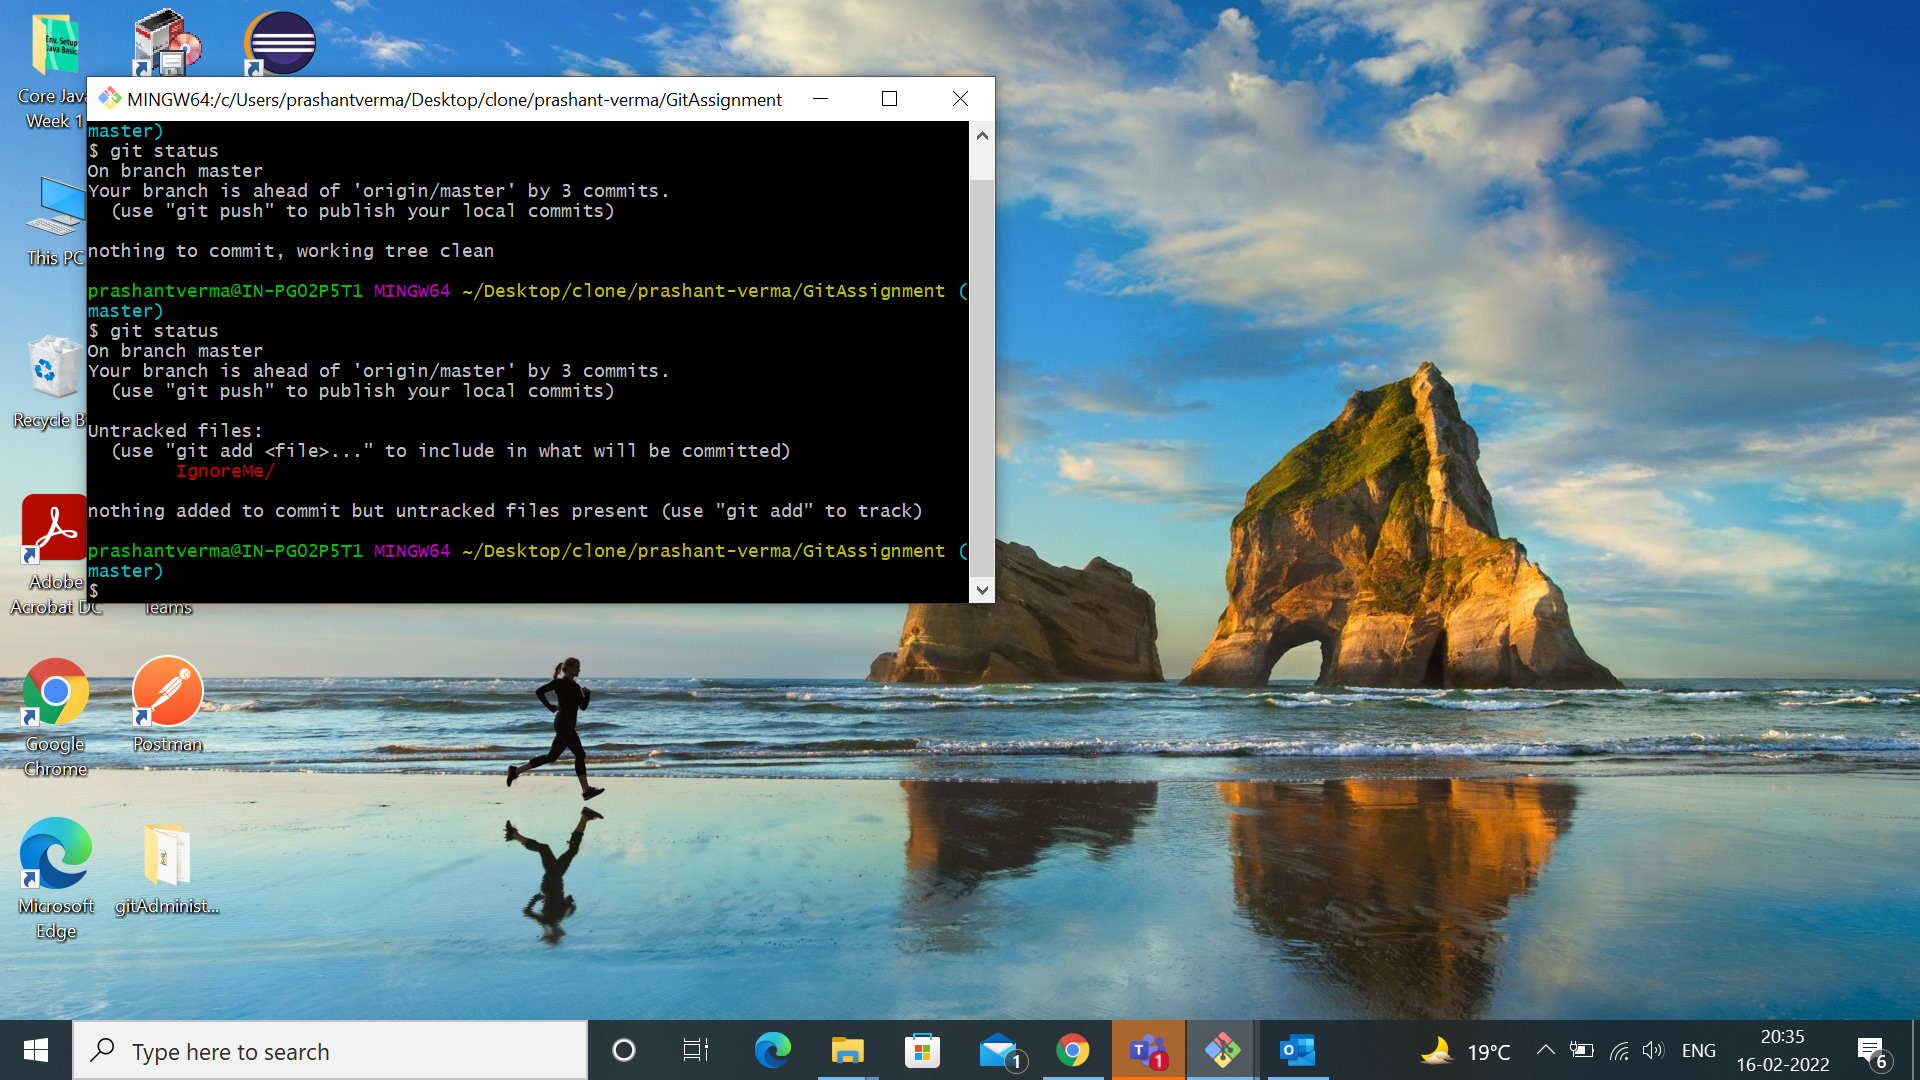 Env. Setup
Java Basic
Core Java
Week 1
This PC
Recycle B
Adobe
Acrobat DC
Teams
Google
Chrome
Postman
Microsoft
Edge
gitAdminist...
MINGW64:/c/Users/prashantverma/Desktop/clone/prashant-verma/GitAssignment
master)
$ git status
On branch master
Your branch is ahead of 'origin/master' by 3 commits.
  (use "git push" to publish your local commits)
nothing to commit, working tree clean
prashantverma@IN-PG02P5T1 MINGW64 ~/Desktop/clone/prashant-verma/GitAssignment (
master)
$ git status
On branch master
Your branch is ahead of 'origin/master' by 3 commits.
  (use "git push" to publish your local commits)
Untracked files:
  (use "git add <file>..." to include in what will be committed)
        IgnoreMe/
nothing added to commit but untracked files present (use "git add" to track)
prashantverma@IN-PG02P5T1 MINGW64 ~/Desktop/clone/prashant-verma/GitAssignment (
master)
$
Type here to search
1
T
1
O
19°C
ENG
20:35
16-02-2022
6